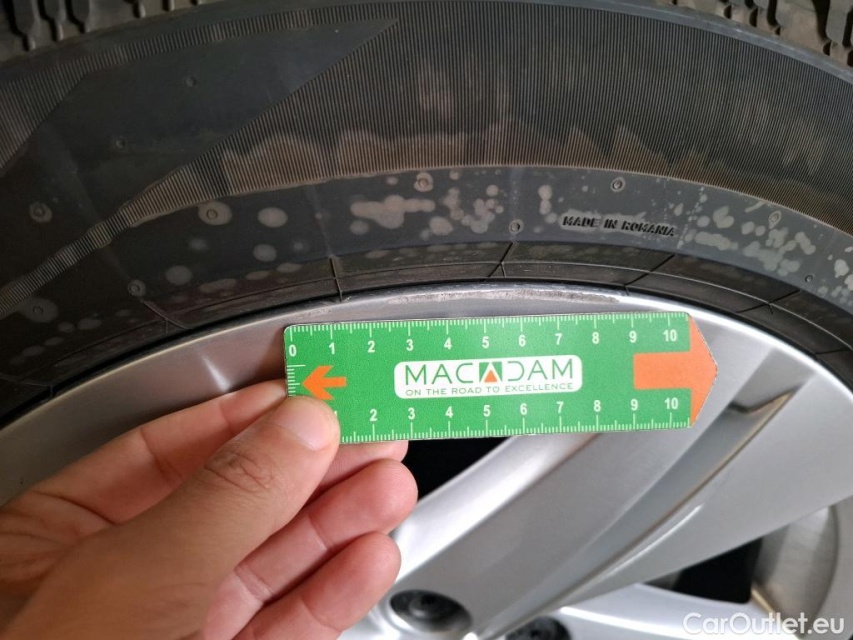 MADE IN ROMANIA
0 1 2 3 4 5 6 7 8 9 10
MACADAM
ON THE ROAD TO EXCELLENCE
1 2 3 4 5 6 7 8 9 10
CarOutlet.eu